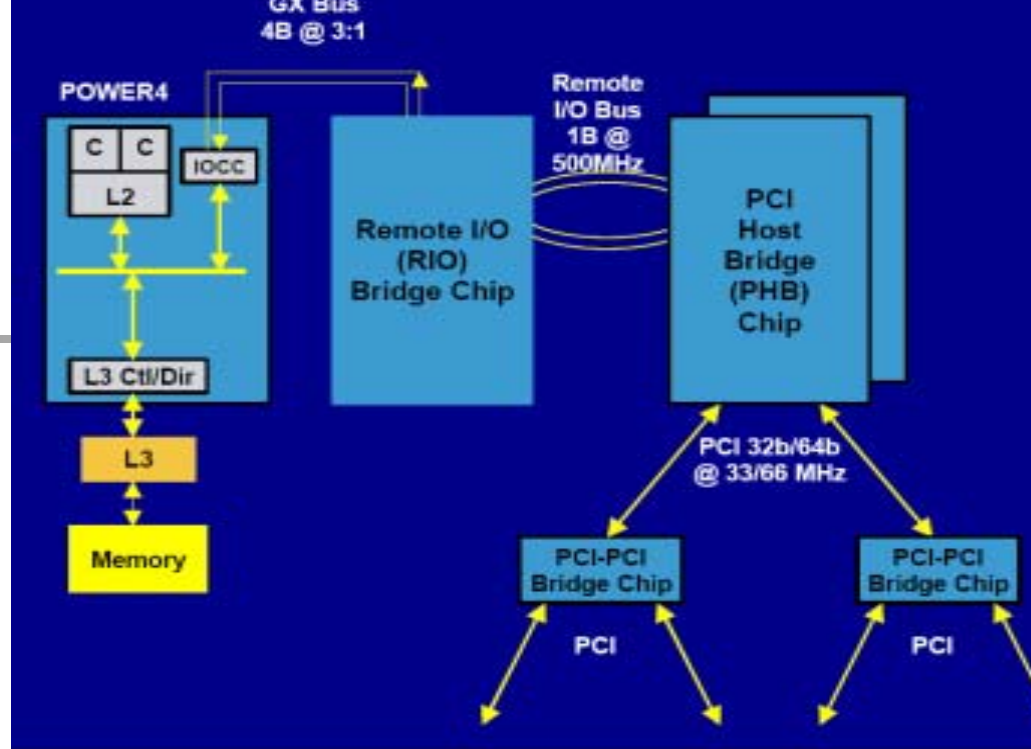 GX Bus
4B @ 3:1
POWER4
C C
IOCC
L2
L3 Ctl/Dir
L3
Memory
Remote I/O
(RIO)
Bridge Chip
Remote
I/O Bus
1B @
500MHz
PCI
Host
Bridge
(PHB)
Chip
PCI 32b/64b
@ 33/66 MHz
PCI-PCI
Bridge Chip
PCI-PCI
Bridge Chip
PCI
PCI